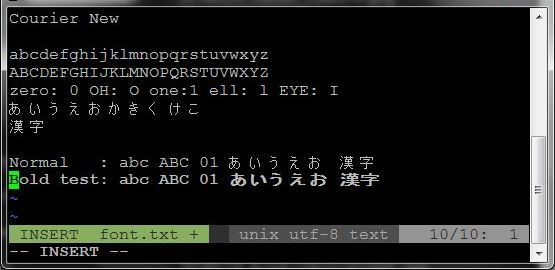 Courier New
abcdefghijklmnopqrstuvwxyz
ABCDEFGHIJKLMNOPQRSTUVWXYZ
zero: 0 OH: O one:1 ell: l EYE: I
あいうえおかきくけこ
漢字
Normal   : abc ABC 01 あいうえお 漢字
Bold test: abc ABC 01 あいうえお 漢字
~
~
INSERT  font.txt +  unix utf-8 text  10/10:  1
-- INSERT --